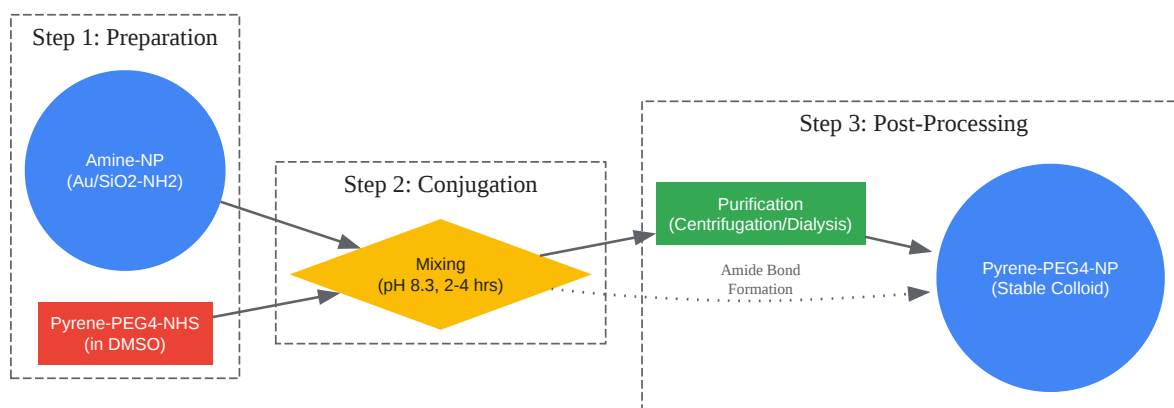 Step 1: Preparation
Amine-NP
(Au/SiO2-NH2)
Pyrene-PEG4-NHS
(in DMSO)
Step 2: Conjugation
Mixing
(pH 8.3, 2-4 hrs)
Step 3: Post-Processing
Purification
(Centrifugation/Dialysis)
Amide Bond
Formation
Pyrene-PEG4-NP
(Stable Colloid)